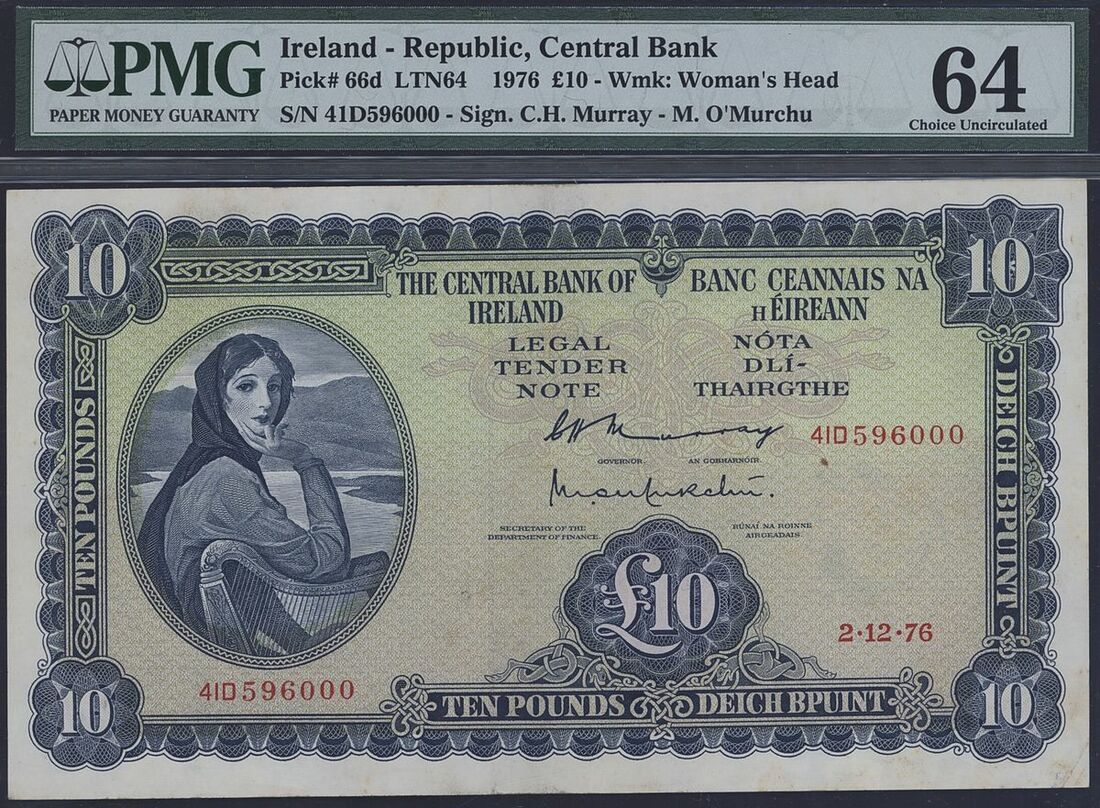 PMG
PAPER MONEY GUARANTY
Ireland - Republic, Central Bank
Pick# 66d LTN64 1976 £10 - Wmk: Woman's Head
S/N 41D596000 - Sign. C.H. Murray - M. O'Murchu
64
Choice Uncirculated
10
10
THE CENTRAL BANK OF
IRELAND
BANC CEANNAIS NA
hÉIREANN
LEGAL
TENDER
NOTE
NÓTA
DLÍ-
THAIRGTHE
TEN POUNDS
DEICH BPUINT
CH Murray
41D596000
GOVERNOR.
AN GOBHARNÓIR.
SECRETARY OF THE
DEPARTMENT OF FINANCE.
RÚNAÍ NA ROINNE
AIRGEADAIS.
£10
2·12·76
41D596000
10
TEN POUNDS
DEICH BPUINT
10